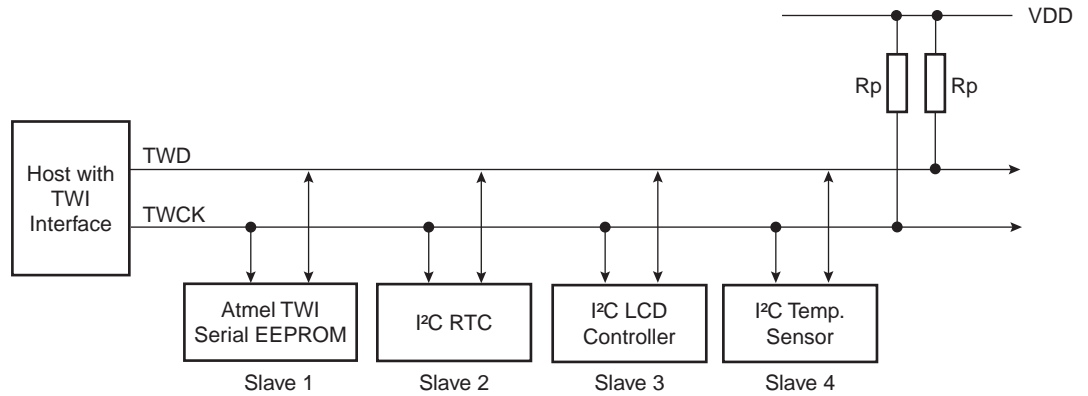 VDD
Rp
Rp
Host with
TWI
Interface
TWD
TWCK
Atmel TWI
Serial EEPROM
I²C RTC
I²C LCD
Controller
I²C Temp.
Sensor
Slave 1
Slave 2
Slave 3
Slave 4